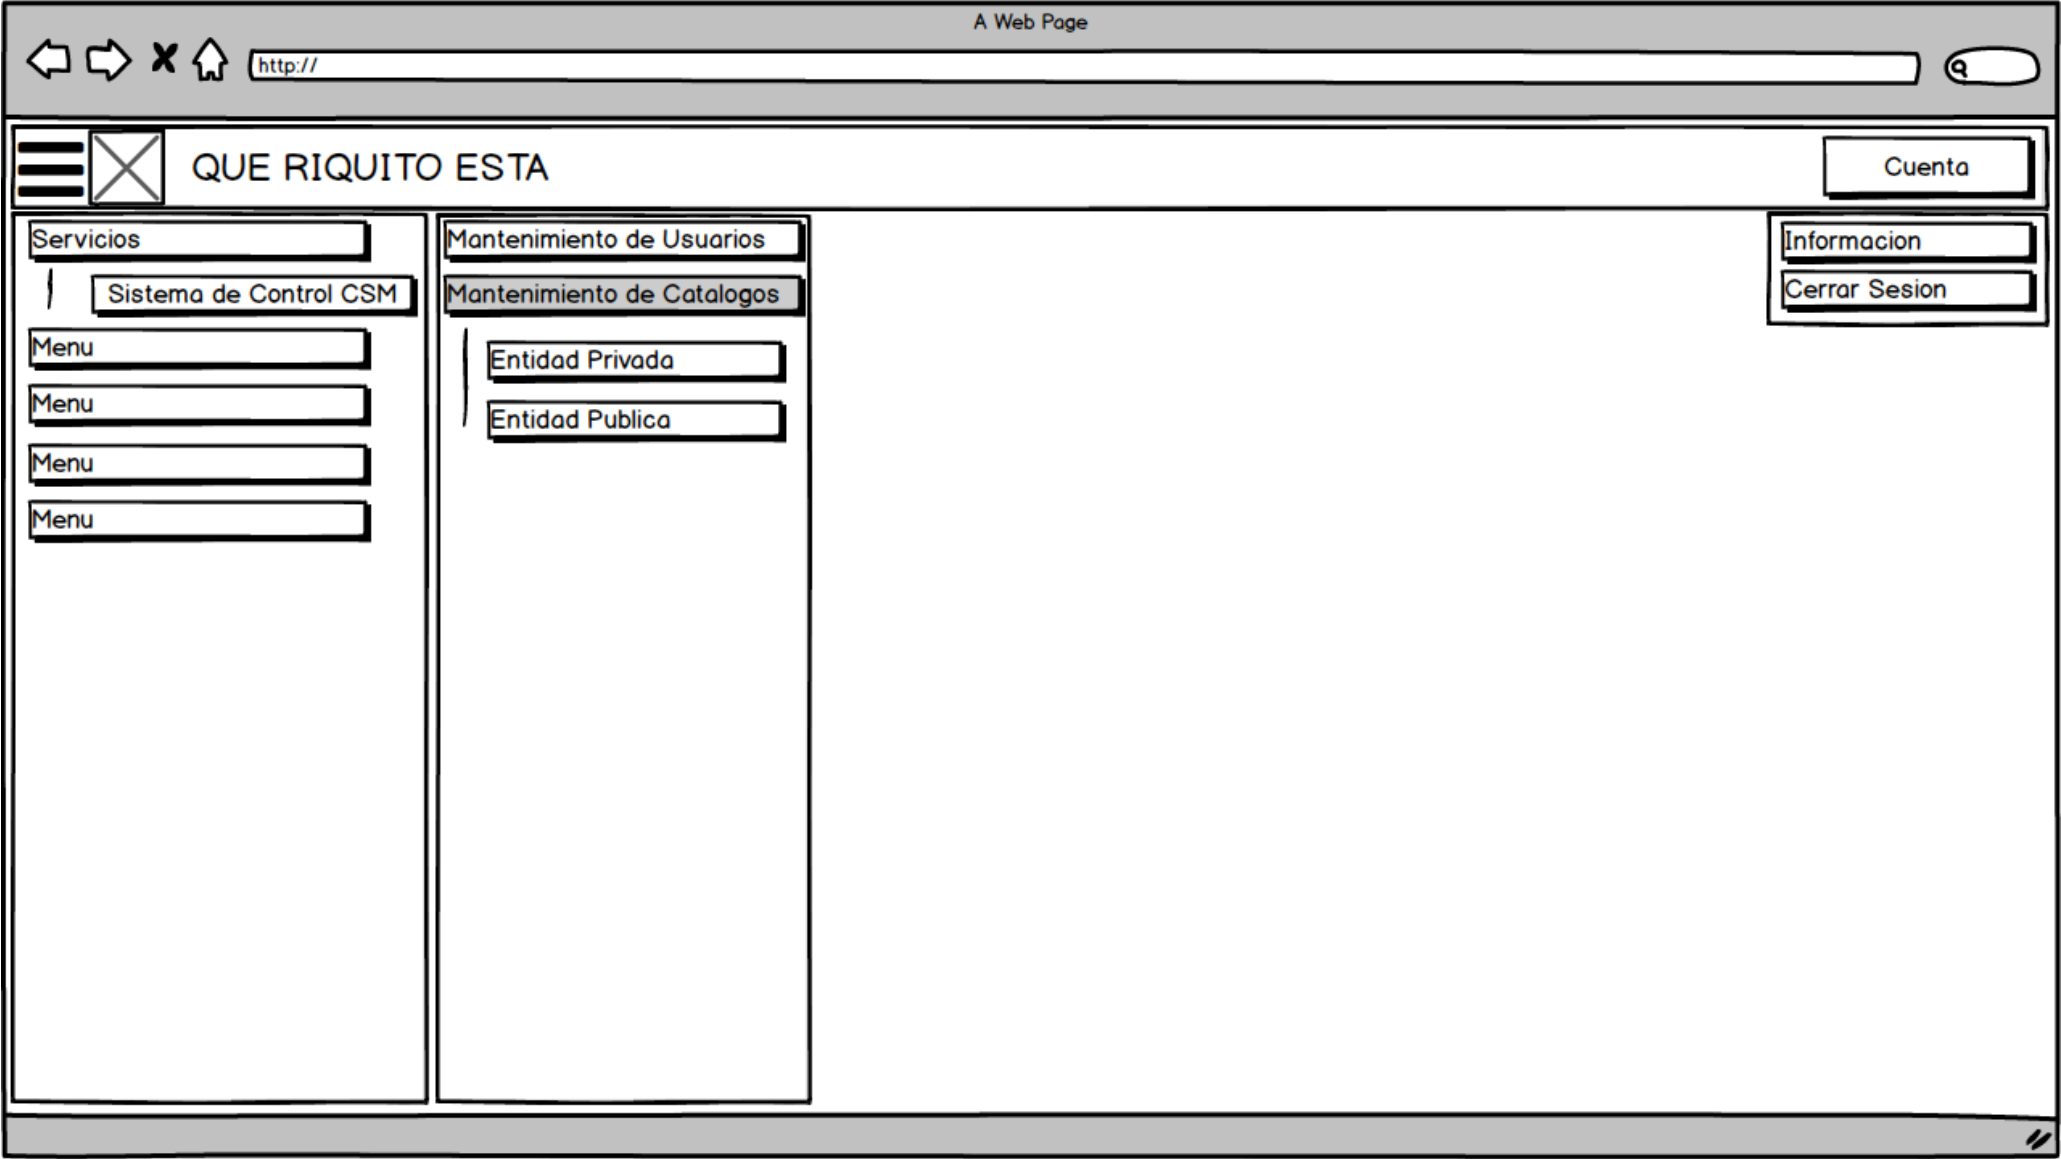 A Web Page
http://
QUE RIQUITO ESTA
Cuenta
Servicios
Sistema de Control CSM
Menu
Menu
Menu
Menu
Mantenimiento de Usuarios
Mantenimiento de Catalogos
Entidad Privada
Entidad Publica
Informacion
Cerrar Sesion